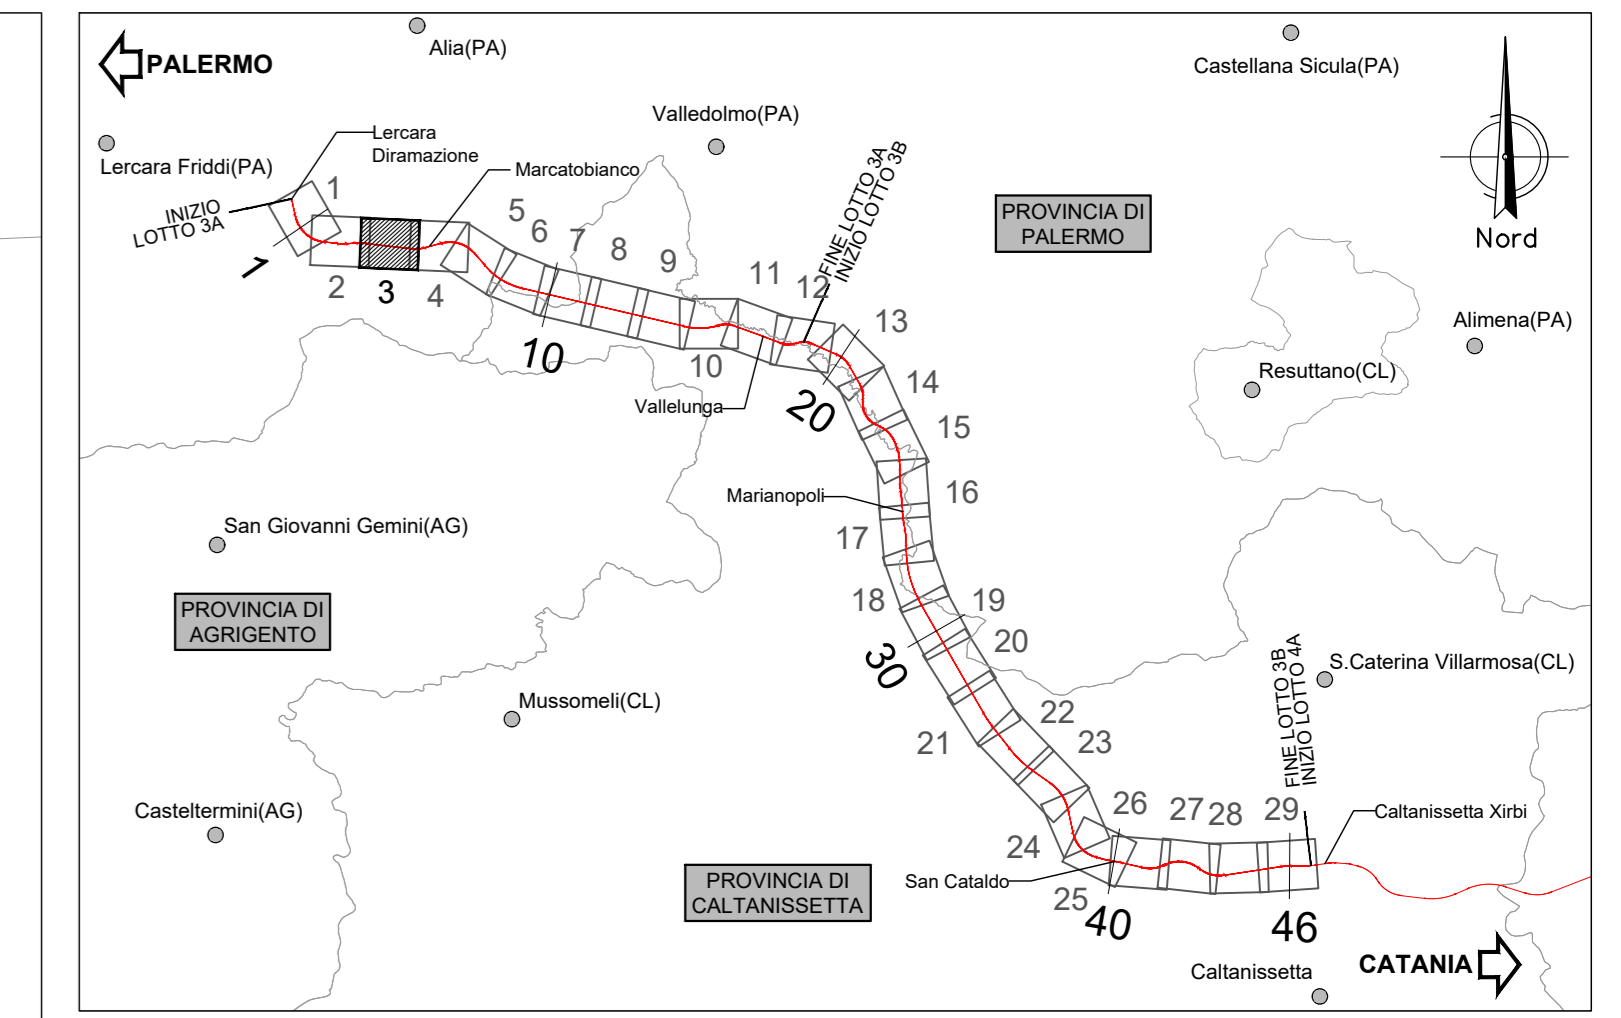 PALERMO
Alia(PA)
Castellana Sicula(PA)
Valledolmo(PA)
Lercara Friddi(PA)
Lercara
Diramazione
Marcatobianco
INIZIO
LOTTO 3A
FINE LOTTO 3A
INIZIO LOTTO 3B
PROVINCIA DI
PALERMO
Nord
1
1
2
3
4
5
6
7
8
9
10
10
11
12
13
14
15
16
17
18
19
20
20
21
22
23
24
25
26
27
28
29
30
40
46
Vallelunga
Alimena(PA)
Resuttano(CL)
Marianopoli
San Giovanni Gemini(AG)
PROVINCIA DI
AGRIGENTO
Mussomeli(CL)
S.Caterina Villarmosa(CL)
FINE LOTTO 3B
INIZIO LOTTO 4A
Casteltermini(AG)
Caltanissetta Xirbi
San Cataldo
PROVINCIA DI
CALTANISSETTA
Caltanissetta
CATANIA